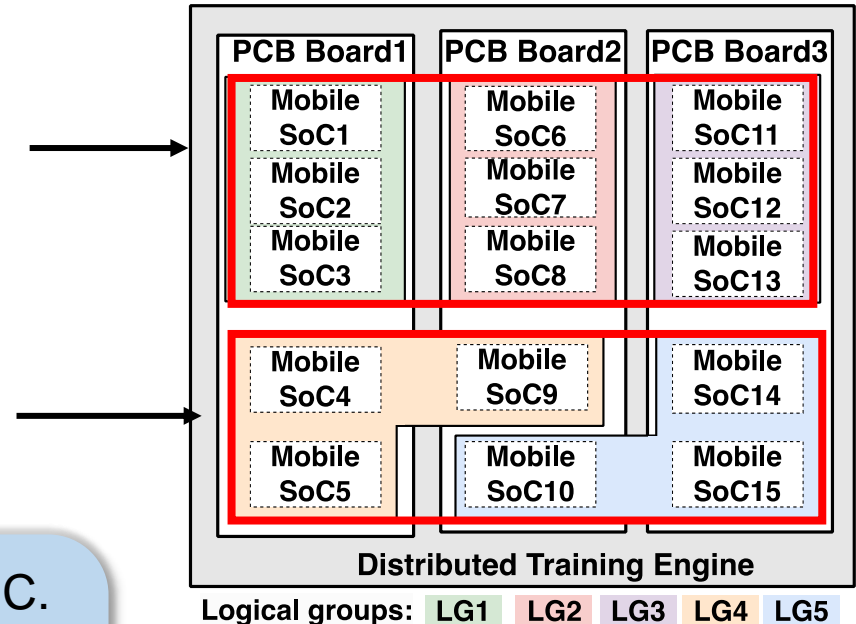 PCB Board1
PCB Board2
PCB Board3
Mobile
SoC1
Mobile
SoC6
Mobile
SoC11
Mobile
SoC2
Mobile
SoC7
Mobile
SoC12
Mobile
SoC3
Mobile
SoC8
Mobile
SoC13
Mobile
SoC4
Mobile
SoC9
Mobile
SoC14
Mobile
SoC5
Mobile
SoC10
Mobile
SoC15
Distributed Training Engine
C.
Logical groups: LG1 LG2 LG3 LG4 LG5